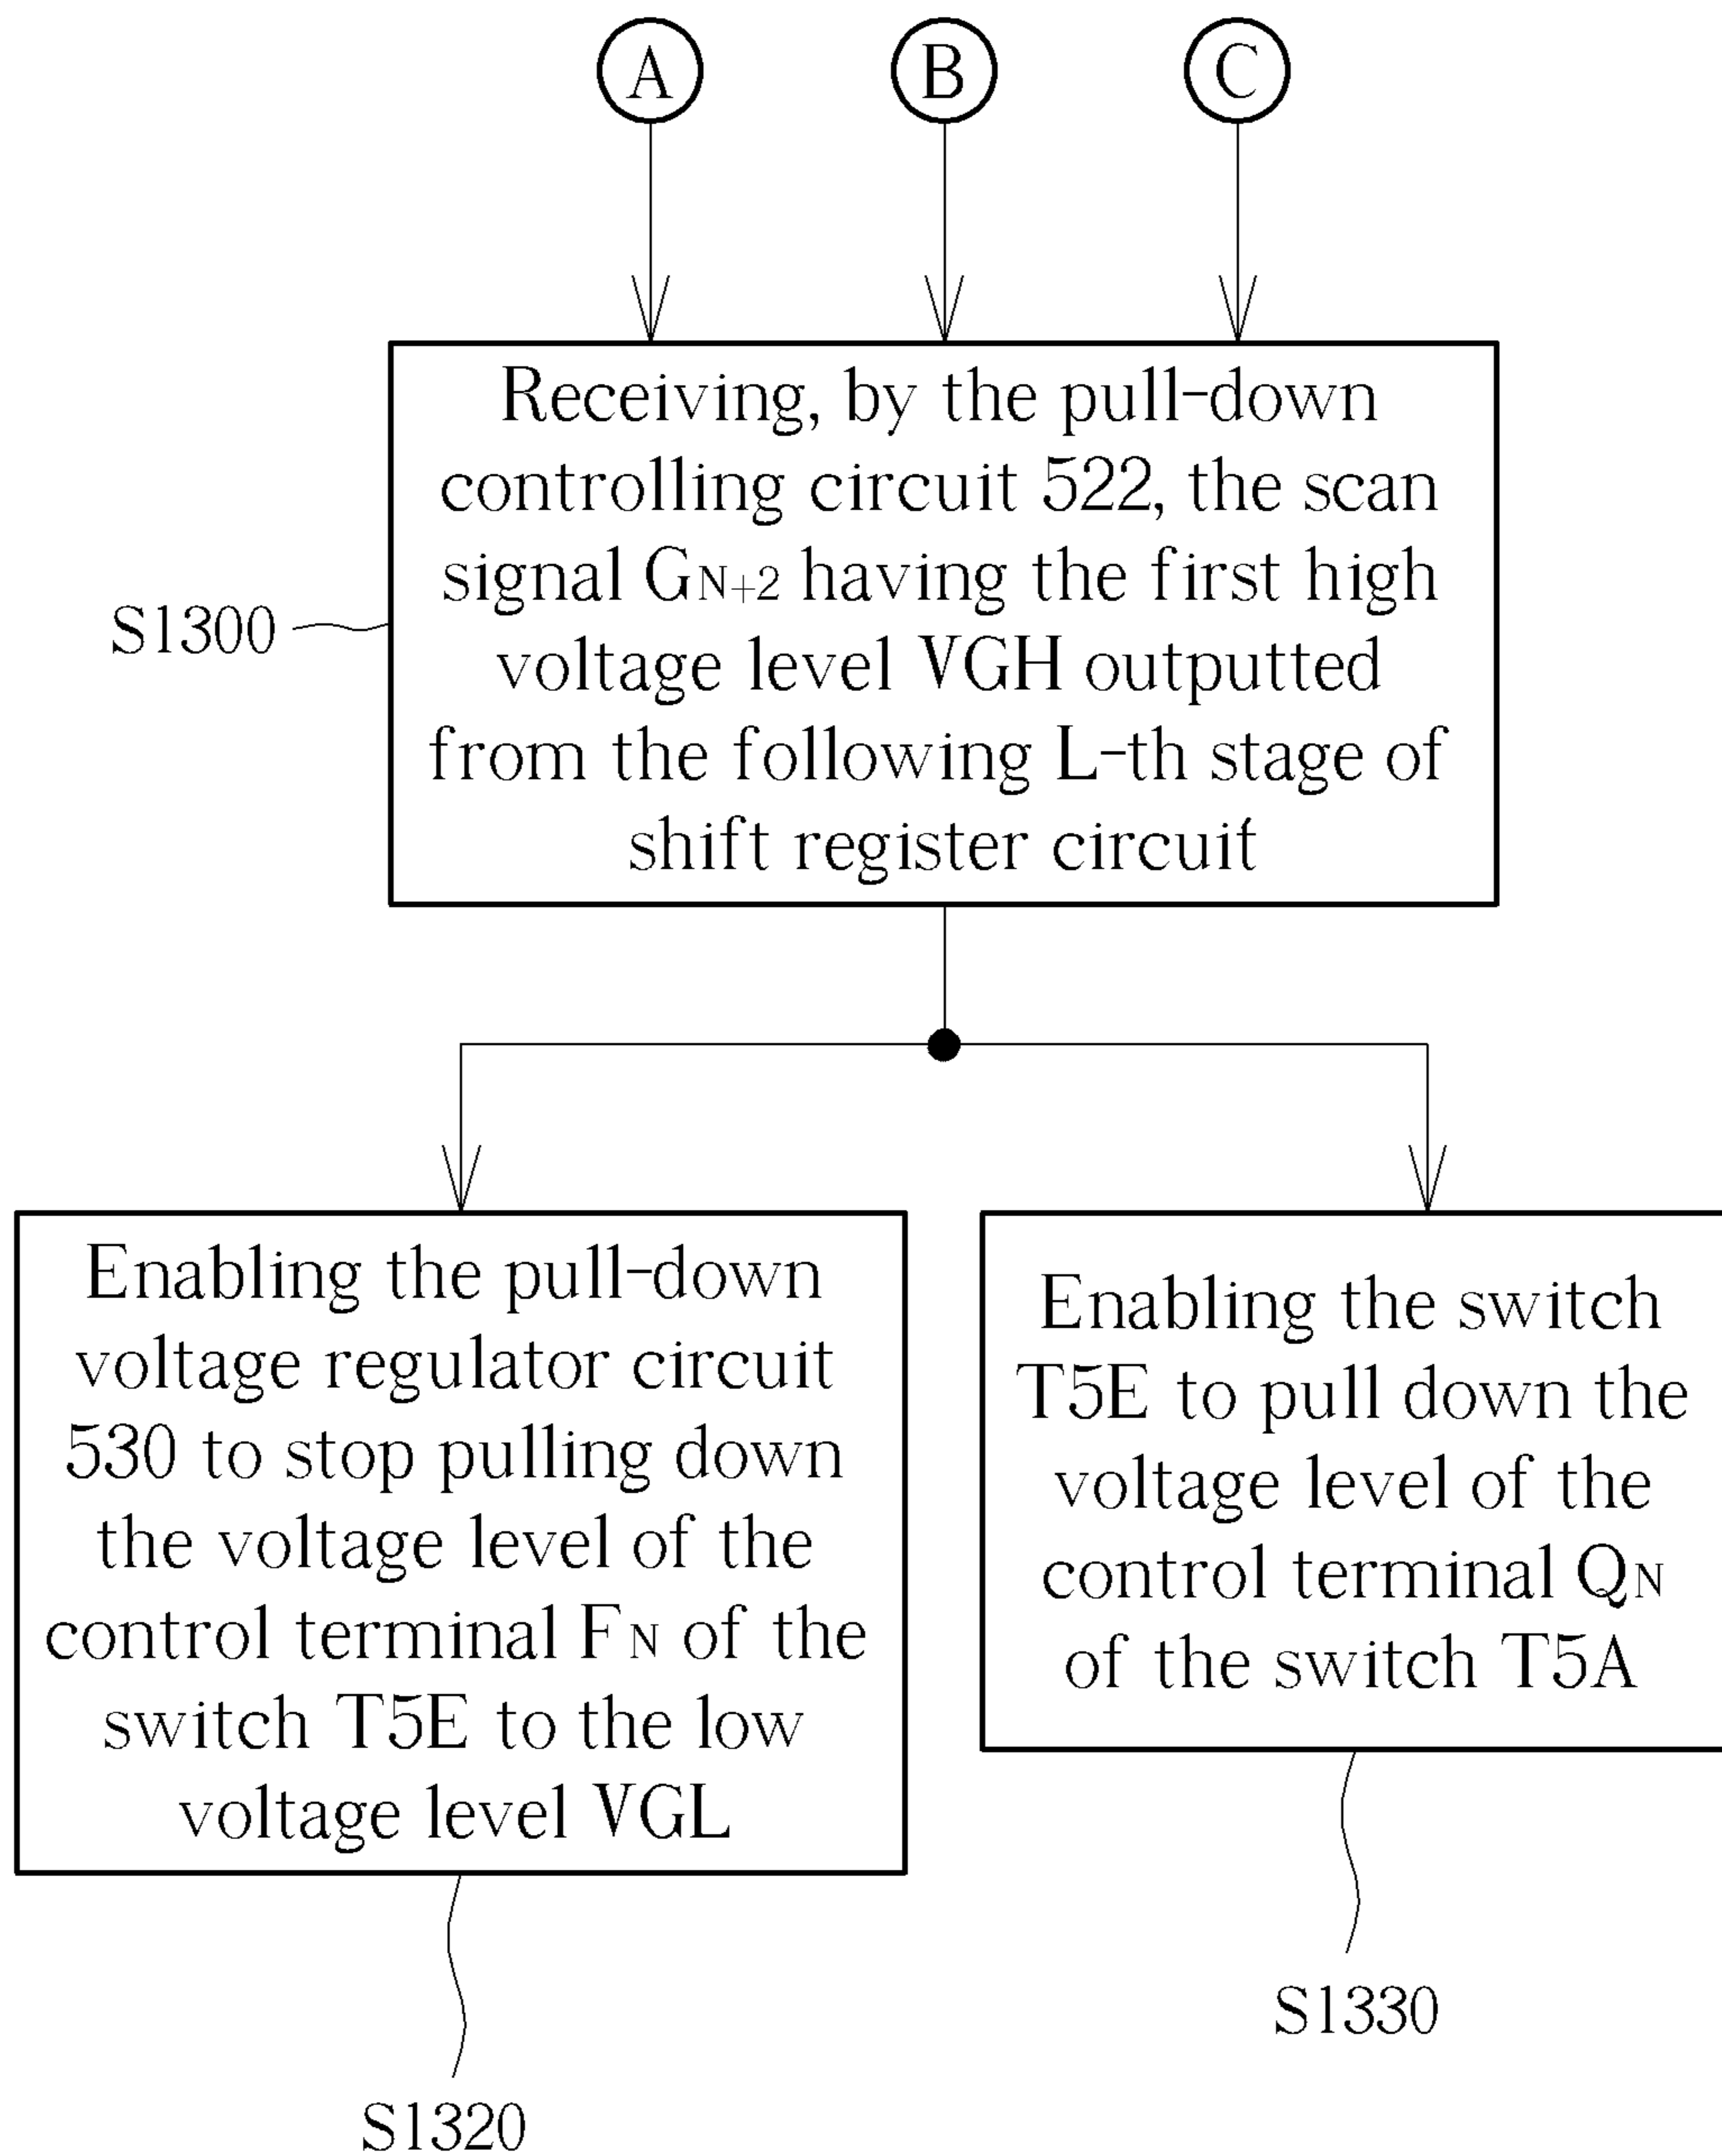 A
B
C
Receiving, by the pull-down
controlling circuit 522, the scan
signal GN+2 having the first high
voltage level VGH outputted
from the following L-th stage of
shift register circuit
S1300
Enabling the pull-down
voltage regulator circuit
530 to stop pulling down
the voltage level of the
control terminal FN of the
switch T5E to the low
voltage level VGL
S1320
Enabling the switch
T5E to pull down the
voltage level of the
control terminal QN
of the switch T5A
S1330